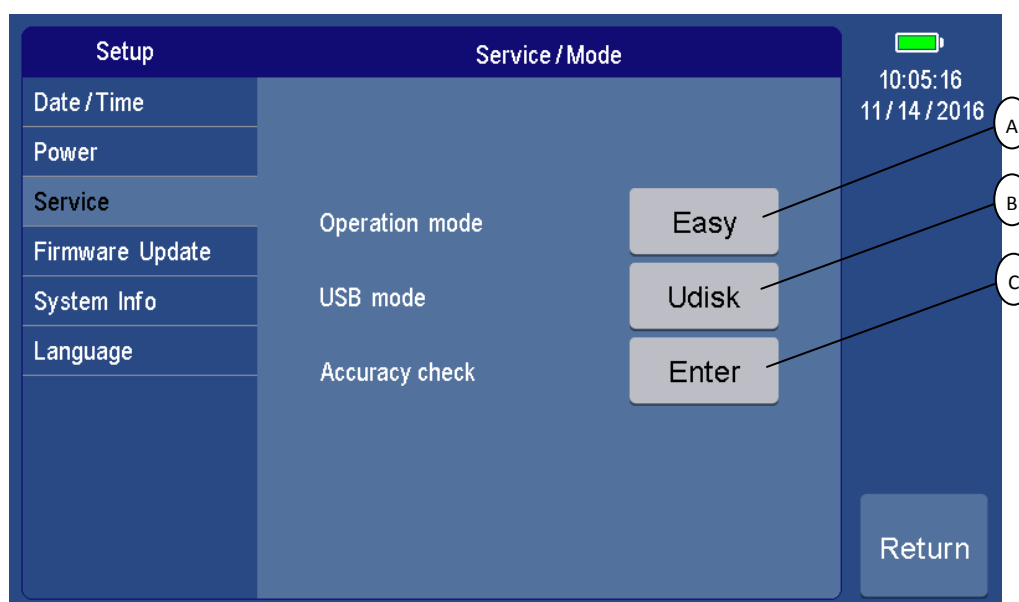 Setup
Service / Mode
10:05:16
11 / 14 / 2016
Date / Time
Power
Service
Firmware Update
System Info
Language
Operation mode
Easy
USB mode
Udisk
Accuracy check
Enter
A
B
C
Return